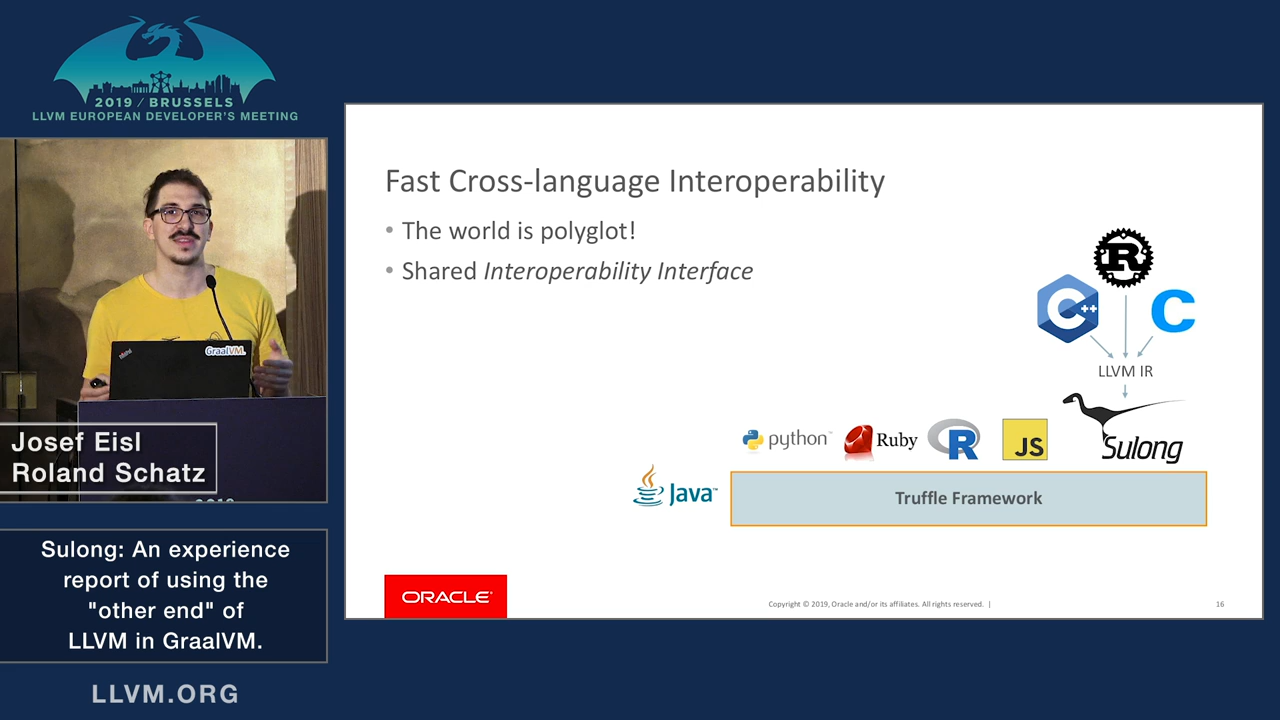 2019 / BRUSSELS
LLVM EUROPEAN DEVELOPER'S MEETING
GraalVM.
Josef Eisl
Roland Schatz
Sulong: An experience
report of using the
"other end" of
LLVM in GraalVM.
LLVM.ORG
Fast Cross-language Interoperability
• The world is polyglot!
• Shared Interoperability Interface
R
C++
C
LLVM IR
python™
Ruby
R
JS
Sulong
Java™
Truffle Framework
ORACLE®
Copyright © 2019, Oracle and/or its affiliates. All rights reserved. |
16